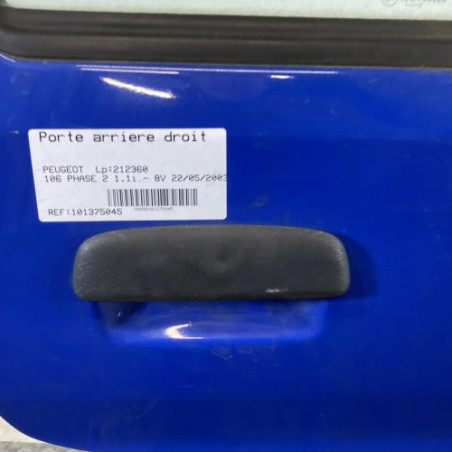 Porte arriere droit
PEUGEOT Lp:212360
106 PHASE 2 1.1i - 8V 22/05/2003
REF:101375045